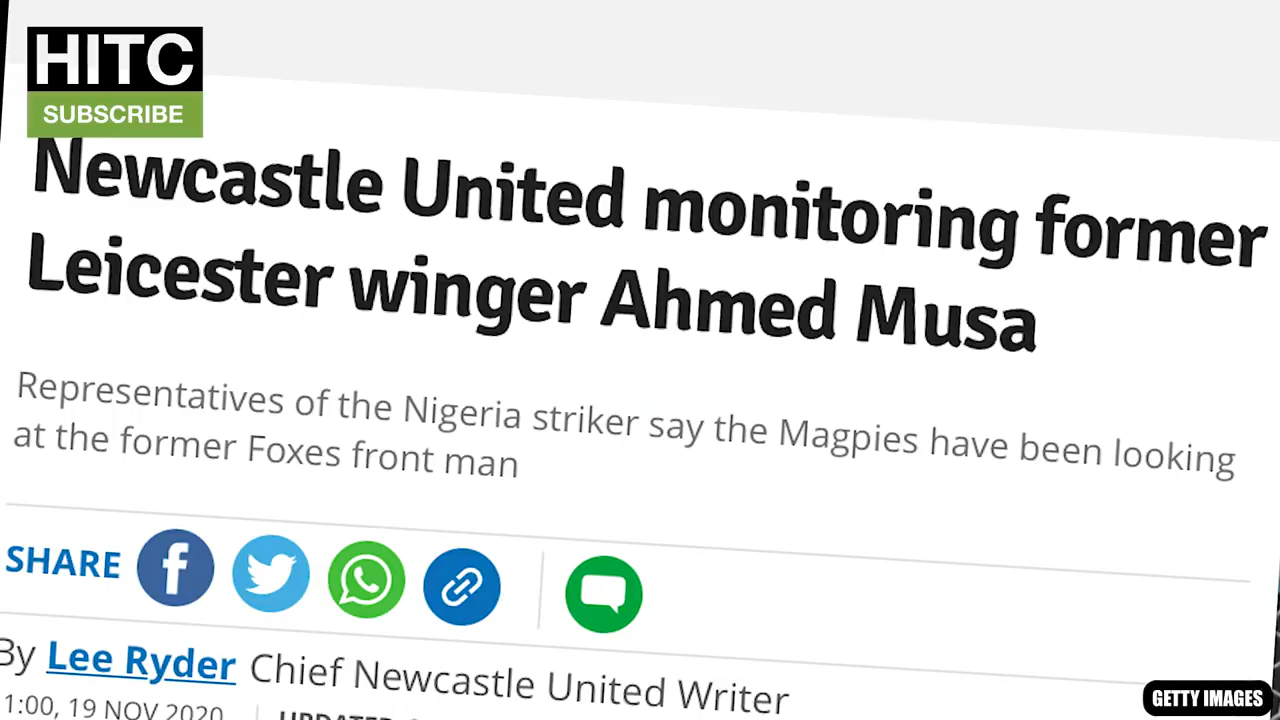 HITC
SUBSCRIBE
Newcastle United monitoring former
Leicester winger Ahmed Musa
Representatives of the Nigeria striker say the Magpies have been looking
at the former Foxes front man
SHARE
By Lee Ryder Chief Newcastle United Writer
1:00, 19 NOV 2020
UPDATED
GETTY IMAGES